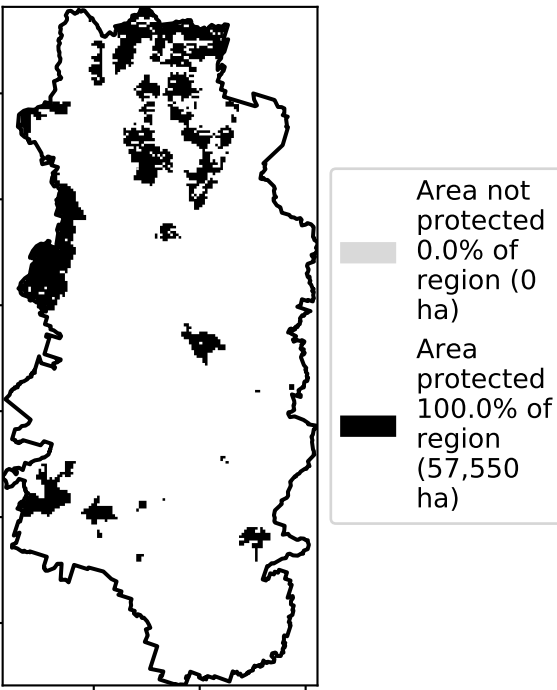 Area not
protected
0.0% of
region (0
ha)
Area
protected
100.0% of
region
(57,550
ha)